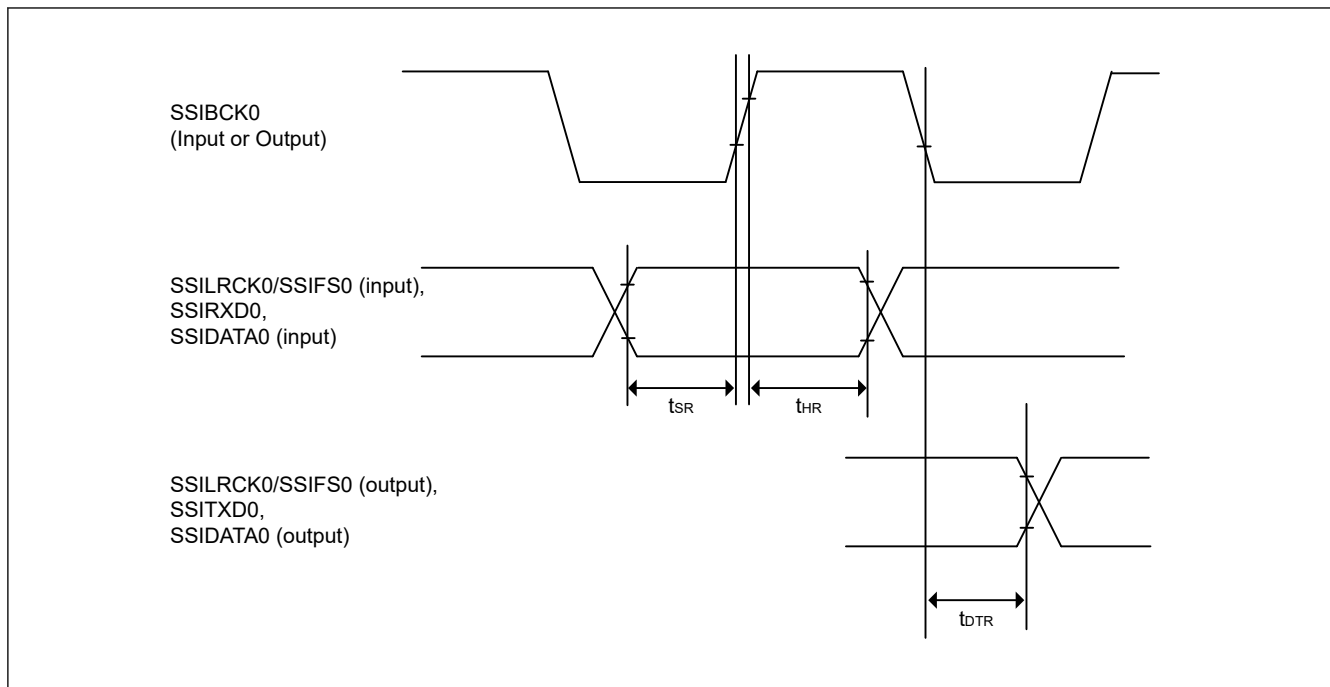 SSIBCK0
(Input or Output)
SSILRCK0/SSIFS0 (input),
SSIRXD0,
SSIDATA0 (input)
tSR
tHR
SSILRCK0/SSIFS0 (output),
SSITXD0,
SSIDATA0 (output)
tDTR